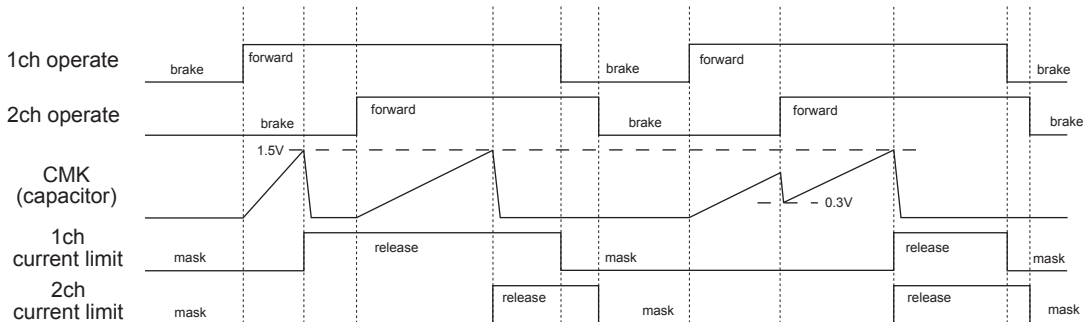 1ch operate
brake
forward
brake
forward
brake
2ch operate
brake
forward
brake
forward
brake
1.5V
CMK
(capacitor)
0.3V
1ch
current limit
mask
release
mask
release
mask
2ch
current limit
mask
release
mask
release
mask